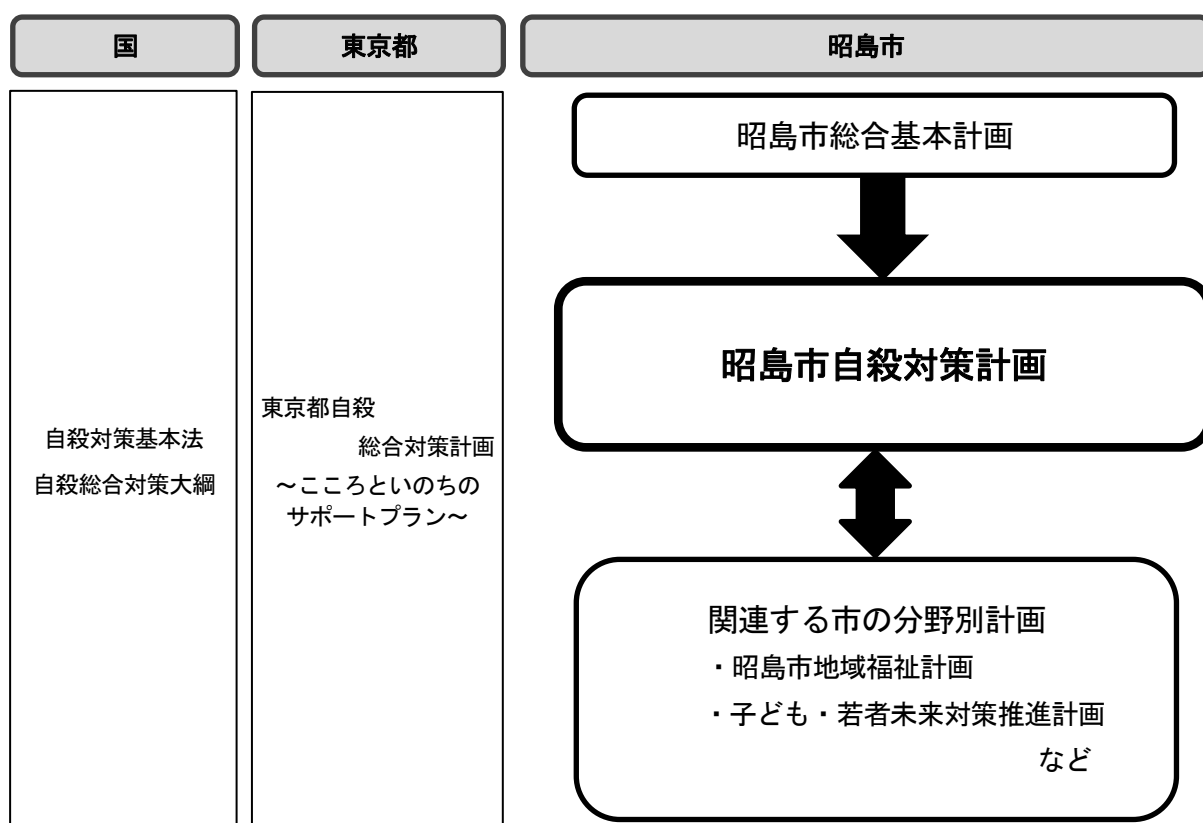 国
東京都
昭島市
自殺対策基本法
自殺総合対策大綱
東京都自殺
総合対策計画
～こころといのちの
サポートプラン～
昭島市総合基本計画
昭島市自殺対策計画
関連する市の分野別計画
・昭島市地域福祉計画
・子ども・若者未来対策推進計画
など